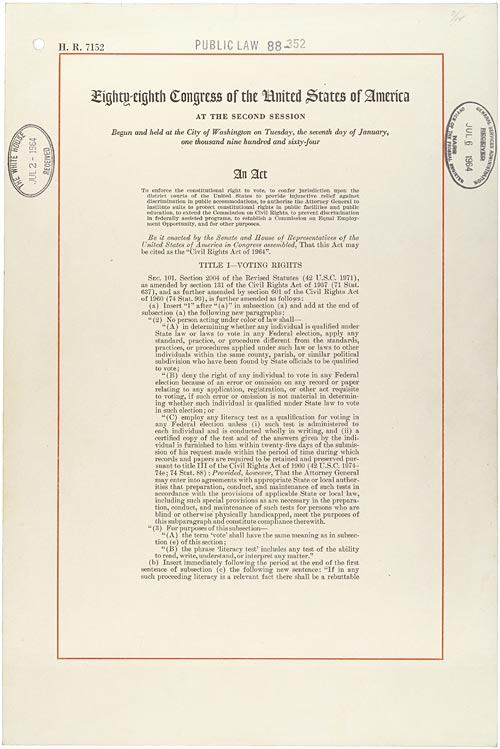 H. R. 7152
PUBLIC LAW 88-352
Eighty-eighth Congress of the United States of America
AT THE SECOND SESSION
Begun and held at the City of Washington on Tuesday, the seventh day of January,
one thousand nine hundred and sixty-four
THE WHITE HOUSE
JUL 2 - 1964
RECEIVED
GENERAL SERVICES ADMINISTRATION
RECEIVED
JUL 6 1964
NARS
OFFICE OF THE FEDERAL REGISTER
An Act
To enforce the constitutional right to vote, to confer jurisdiction upon the
district courts of the United States to provide injunctive relief against
discrimination in public accommodations, to authorize the Attorney General to
institute suits to protect constitutional rights in public facilities and public
education, to extend the Commission on Civil Rights, to prevent discrimination
in federally assisted programs, to establish a Commission on Equal Employ-
ment Opportunity, and for other purposes.
Be it enacted by the Senate and House of Representatives of the
United States of America in Congress assembled, That this Act may
be cited as the "Civil Rights Act of 1964".
TITLE I—VOTING RIGHTS
SEC. 101. Section 2004 of the Revised Statutes (42 U.S.C. 1971),
as amended by section 131 of the Civil Rights Act of 1957 (71 Stat.
637), and as further amended by section 601 of the Civil Rights Act
of 1960 (74 Stat. 90), is further amended as follows:
(a) Insert "1" after "(a)" in subsection (a) and add at the end of
subsection (a) the following new paragraphs:
"(2) No person acting under color of law shall—
"(A) in determining whether any individual is qualified under
State law or laws to vote in any Federal election, apply any
standard, practice, or procedure different from the standards,
practices, or procedures applied under such law or laws to other
individuals within the same county, parish, or similar political
subdivision who have been found by State officials to be qualified
to vote;
"(B) deny the right of any individual to vote in any Federal
election because of an error or omission on any record or paper
relating to any application, registration, or other act requisite
to voting, if such error or omission is not material in determin-
ing whether such individual is qualified under State law to vote
in such election; or
"(C) employ any literacy test as a qualification for voting in
any Federal election unless (i) such test is administered to
each individual and is conducted wholly in writing, and (ii) a
certified copy of the test and of the answers given by the indi-
vidual is furnished to him within twenty-five days of the submis-
sion of his request made within the period of time during which
records and papers are required to be retained and preserved pur-
suant to title III of the Civil Rights Act of 1960 (42 U.S.C. 1974–
74e; 74 Stat. 88): Provided, however, That the Attorney General
may enter into agreements with appropriate State or local author-
ities that preparation, conduct, and maintenance of such tests in
accordance with the provisions of applicable State or local law,
including such special provisions as are necessary in the prepara-
tion, conduct, and maintenance of such tests for persons who are
blind or otherwise physically handicapped, meet the purposes of
this subparagraph and constitute compliance therewith.
"(3) For purposes of this subsection—
"(A) the term 'vote' shall have the same meaning as in subsec-
tion (e) of this section;
"(B) the phrase 'literacy test' includes any test of the ability
to read, write, understand, or interpret any matter."
(b) Insert immediately following the period at the end of the first
sentence of subsection (c) the following new sentence: "If in any
such proceeding literacy is a relevant fact there shall be a rebuttable